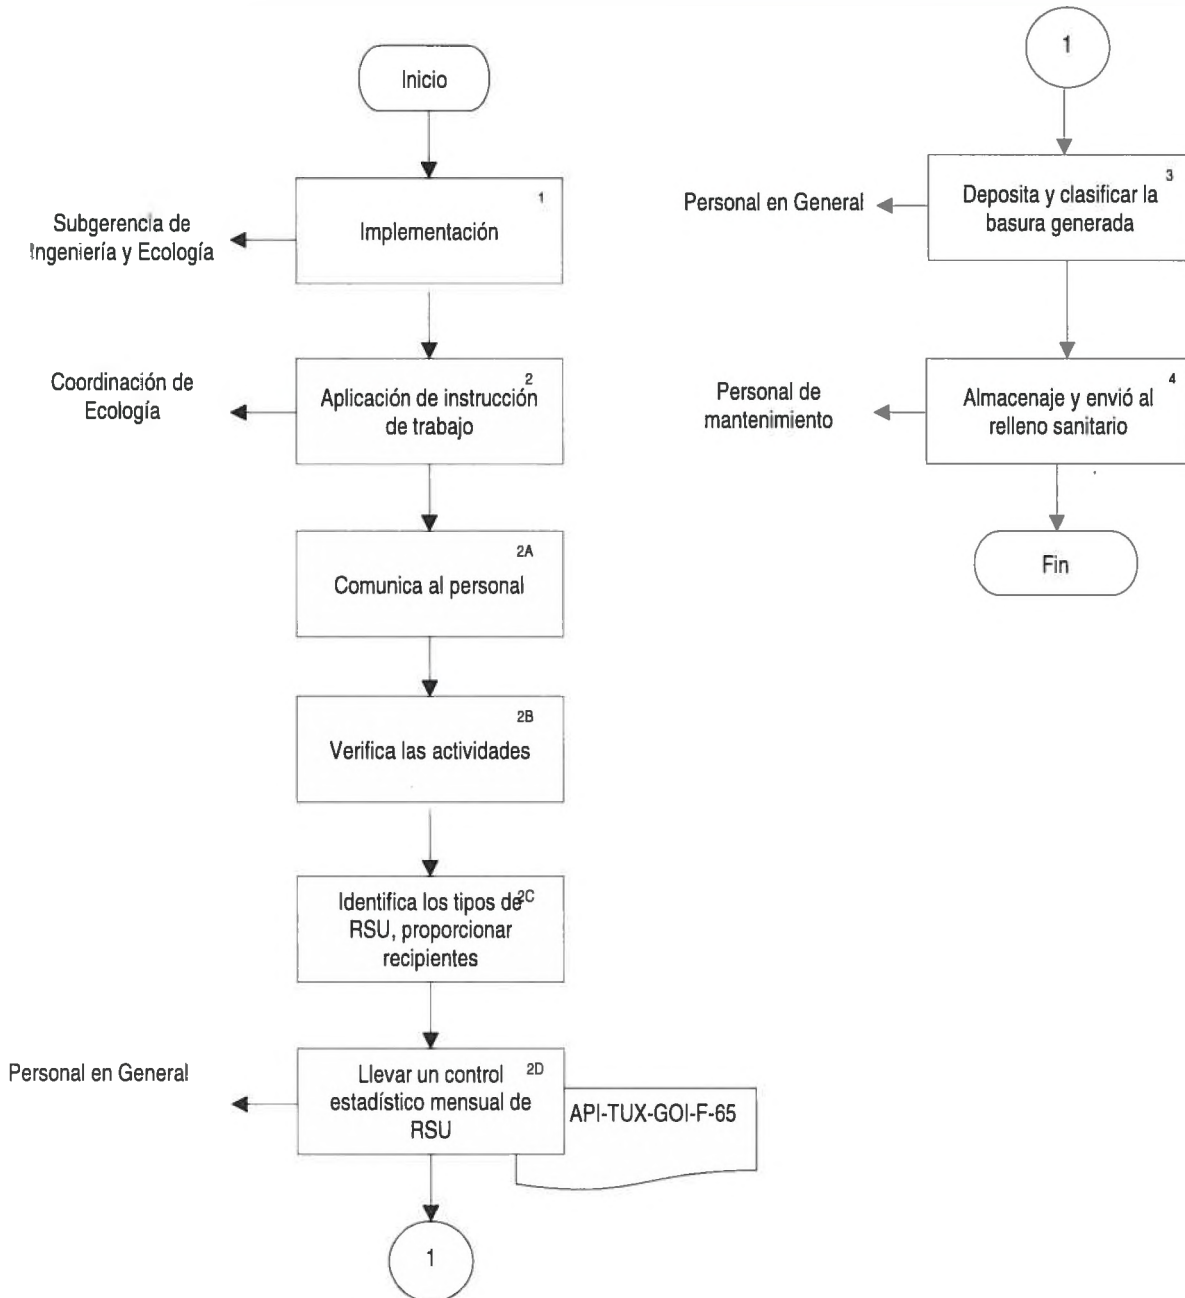 Inicio
1
Implementación
Subgerencia de
Ingeniería y Ecología
2
Aplicación de instrucción
de trabajo
Coordinación de
Ecología
2A
Comunica al personal
2B
Verifica las actividades
2C
Identifica los tipos de
RSU, proporcionar
recipientes
2D
Llevar un control
estadístico mensual de
RSU
Personal en General
API-TUX-GOI-F-65
1
1
3
Deposita y clasificar la
basura generada
Personal en General
4
Almacenaje y envió al
relleno sanitario
Personal de
mantenimiento
Fin